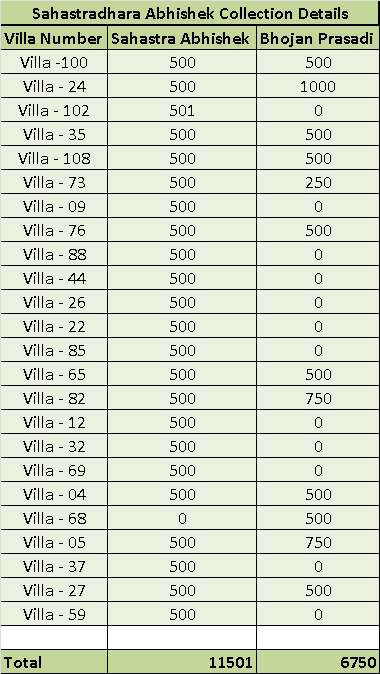 Sahastradhara Abhishek Collection Details
Villa Number Sahastra Abhishek Bhojan Prasadi
Villa -100 500 500
Villa - 24 500 1000
Villa - 102 501 0
Villa - 35 500 500
Villa - 108 500 500
Villa - 73 500 250
Villa - 09 500 0
Villa - 76 500 500
Villa - 88 500 0
Villa - 44 500 0
Villa - 26 500 0
Villa - 22 500 0
Villa - 85 500 0
Villa - 65 500 500
Villa - 82 500 750
Villa - 12 500 0
Villa - 32 500 0
Villa - 69 500 0
Villa - 04 500 500
Villa - 68 0 500
Villa - 05 500 750
Villa - 37 500 0
Villa - 27 500 500
Villa - 59 500 0
Total 11501 6750